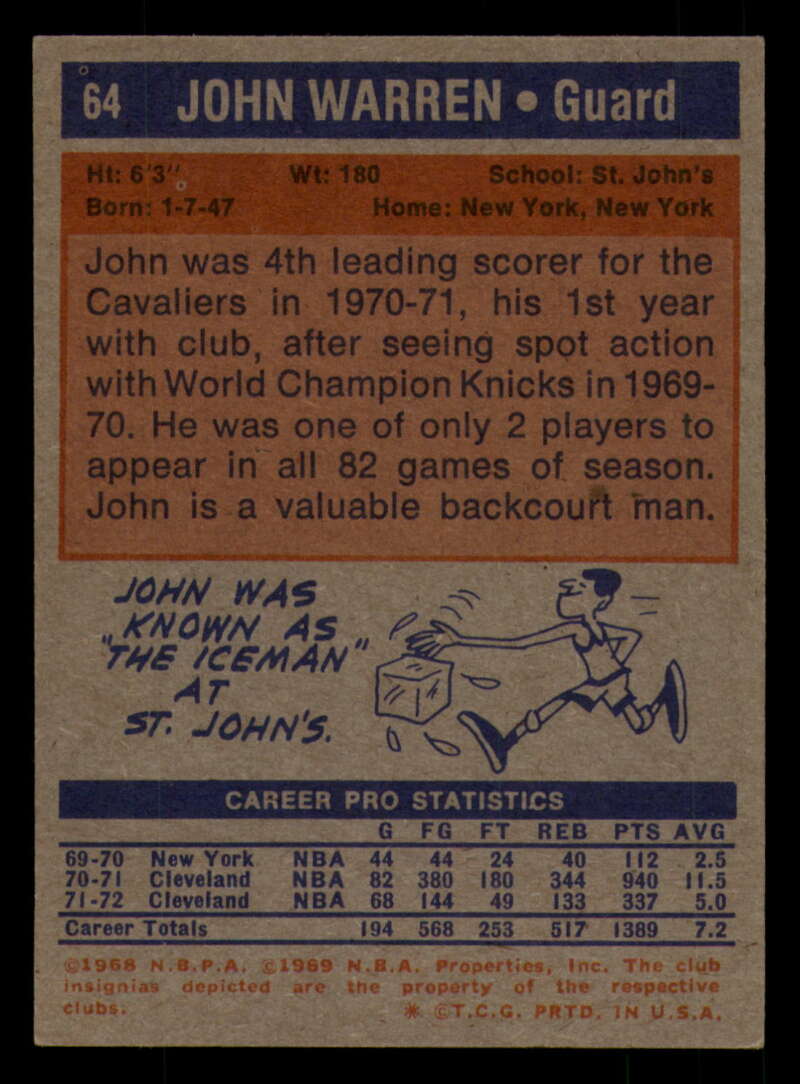 64 JOHN WARREN • Guard
Ht: 6'3" Wt: 180 School: St. John's
Born: 1-7-47 Home: New York, New York
John was 4th leading scorer for the
Cavaliers in 1970-71, his 1st year
with club, after seeing spot action
with World Champion Knicks in 1969-
70. He was one of only 2 players to
appear in all 82 games of season.
John is a valuable backcourt man.
JOHN WAS
KNOWN AS
"THE ICEMAN"
AT
ST. JOHN'S.
CAREER PRO STATISTICS
G FG FT REB PTS AVG
69-70 New York NBA 44 44 24 40 112 2.5
70-71 Cleveland NBA 82 380 180 344 940 11.5
71-72 Cleveland NBA 68 144 49 133 337 5.0
Career Totals 194 568 253 517 1389 7.2
©1968 N.B.P.A. ©1969 N.B.A. Properties, Inc. The club
insignias depicted are the property of the respective
clubs. * ©T.C.G. PRTD. IN U.S.A.